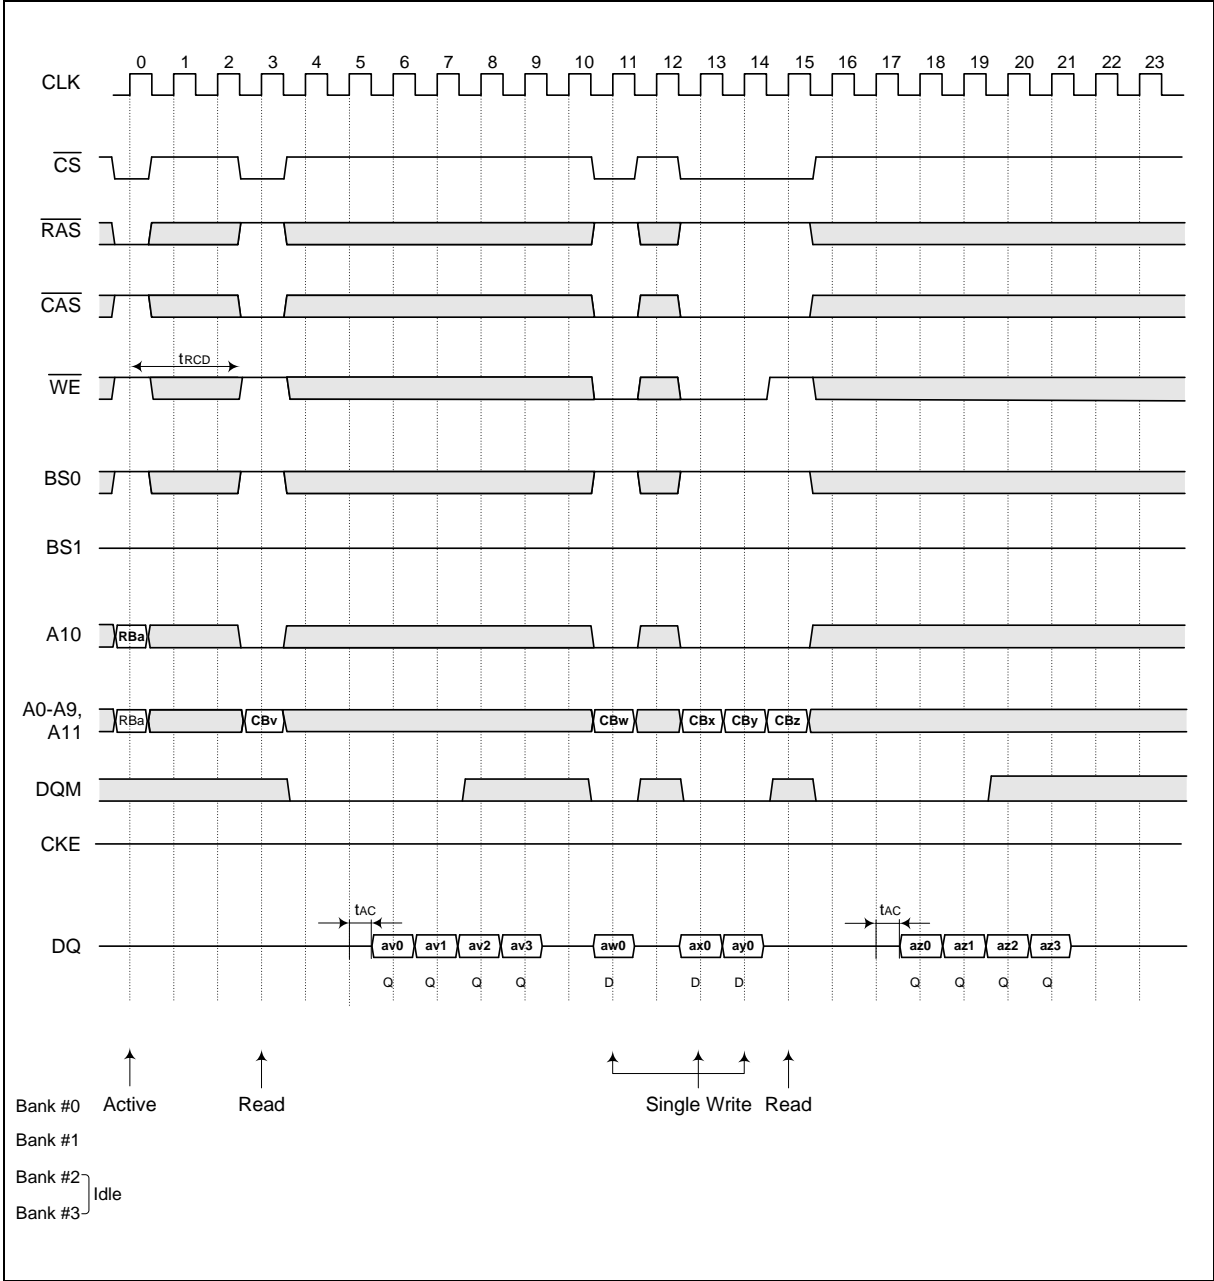 0 1 2 3 4 5 6 7 8 9 10 11 12 13 14 15 16 17 18 19 20 21 22 23
CLK
CS
RAS
CAS
tRCD
WE
BS0
BS1
A10 RBa
A0-A9, RBa CBv CBw CBx CBy CBz
A11
DQM
CKE
tAC tAC
DQ av0 av1 av2 av3 aw0 ax0 ay0 az0 az1 az2 az3
Q Q Q Q D D D Q Q Q Q
Bank #0 Active Read Single Write Read
Bank #1
Bank #2
Idle
Bank #3